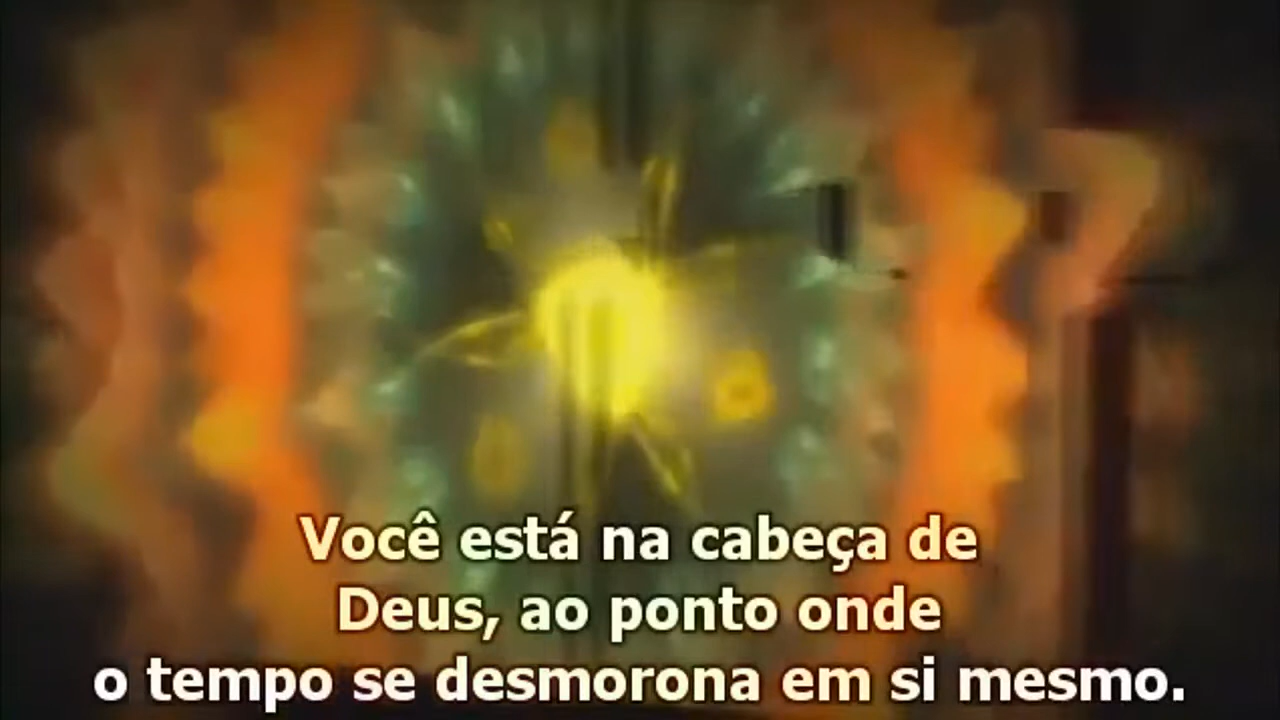 Você está na cabeça de
Deus, ao ponto onde
o tempo se desmorona em si mesmo.